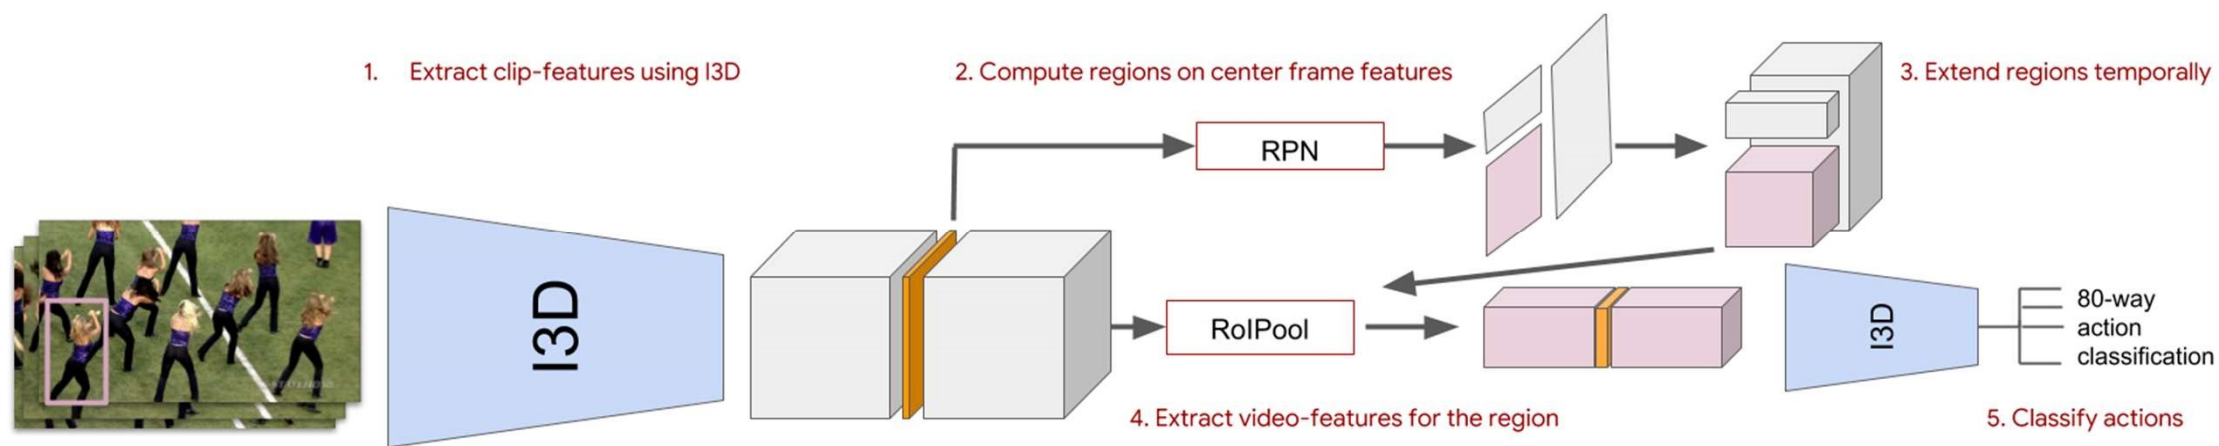 1. Extract clip-features using I3D
2. Compute regions on center frame features
3. Extend regions temporally
RPN
I3D
RoIPool
I3D
80-way
action
classification
4. Extract video-features for the region
5. Classify actions